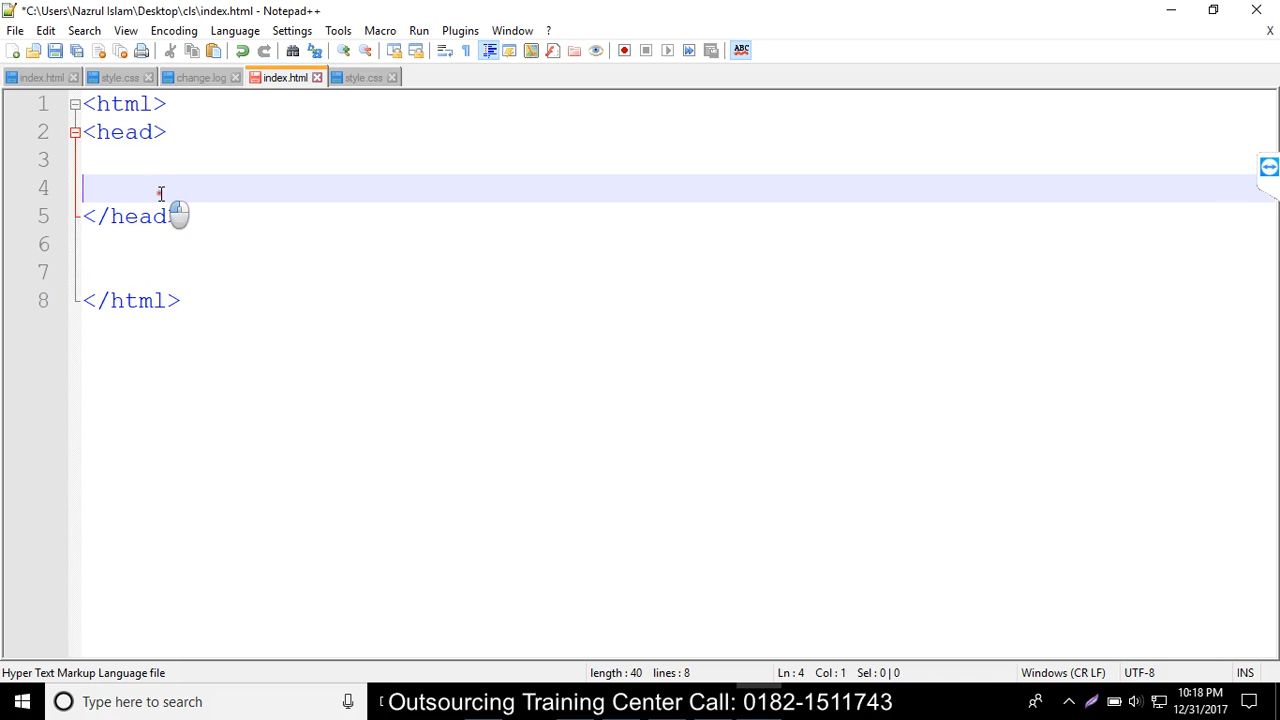 *C:\Users\Nazrul Islam\Desktop\cls\index.html - Notepad++
File Edit Search View Encoding Language Settings Tools Macro Run Plugins Window ? X
ABC
index.html style.css change.log index.html style.css
1 <html>
2 <head>
3
4
5 </head
6
7
8 </html>
Hyper Text Markup Language file length : 40 lines : 8 Ln : 4 Col : 1 Sel : 0 | 0 Windows (CR LF) UTF-8 INS
Type here to search
Outsourcing Training Center Call: 0182-1511743
10:18 PM
12/31/2017